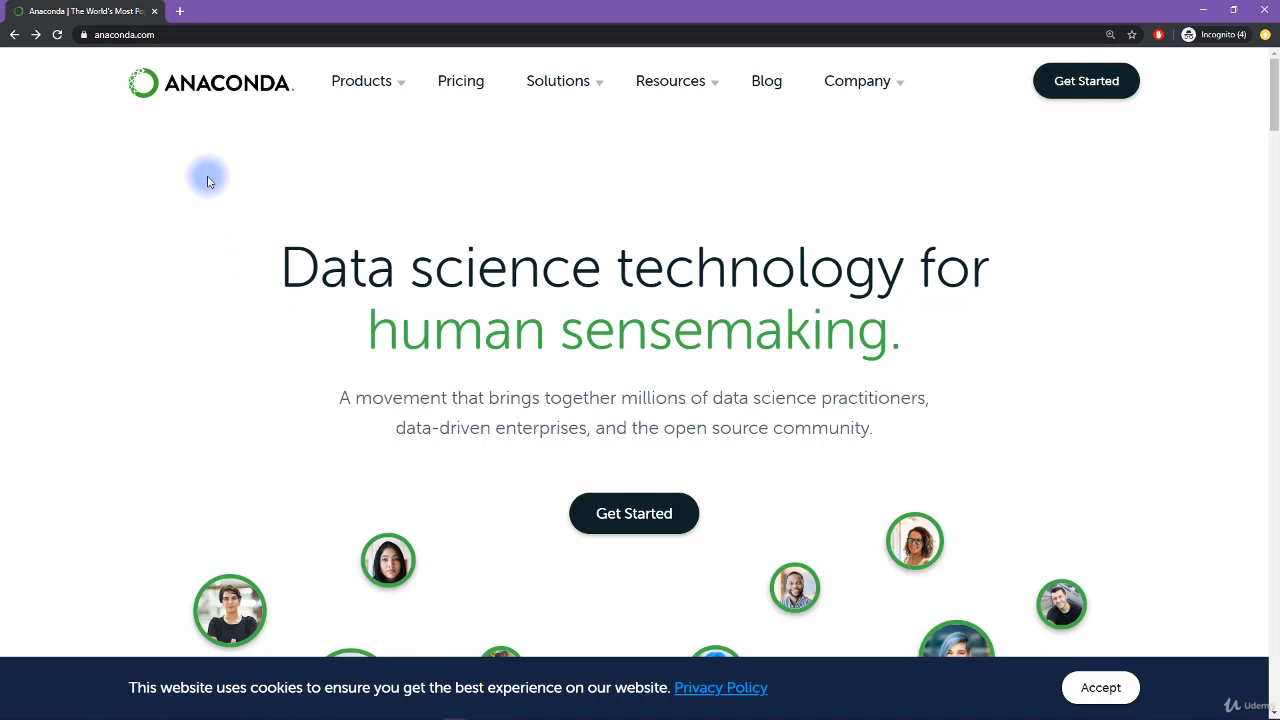 Anaconda | The World's Most Po
anaconda.com
Incognito (4)
ANACONDA.
Products
Pricing
Solutions
Resources
Blog
Company
Get Started
Data science technology for
human sensemaking.
A movement that brings together millions of data science practitioners,
data-driven enterprises, and the open source community.
Get Started
This website uses cookies to ensure you get the best experience on our website. Privacy Policy
Accept
Udemy